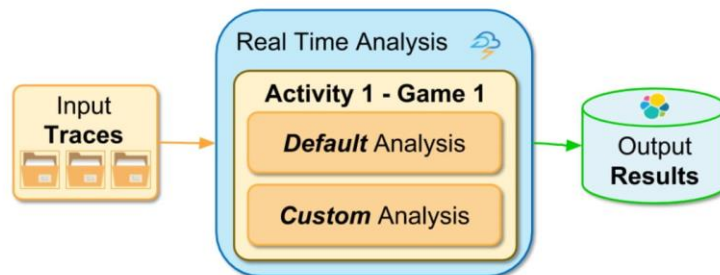 Input
Traces
Real Time Analysis
Activity 1 - Game 1
Default Analysis
Custom Analysis
Output
Results